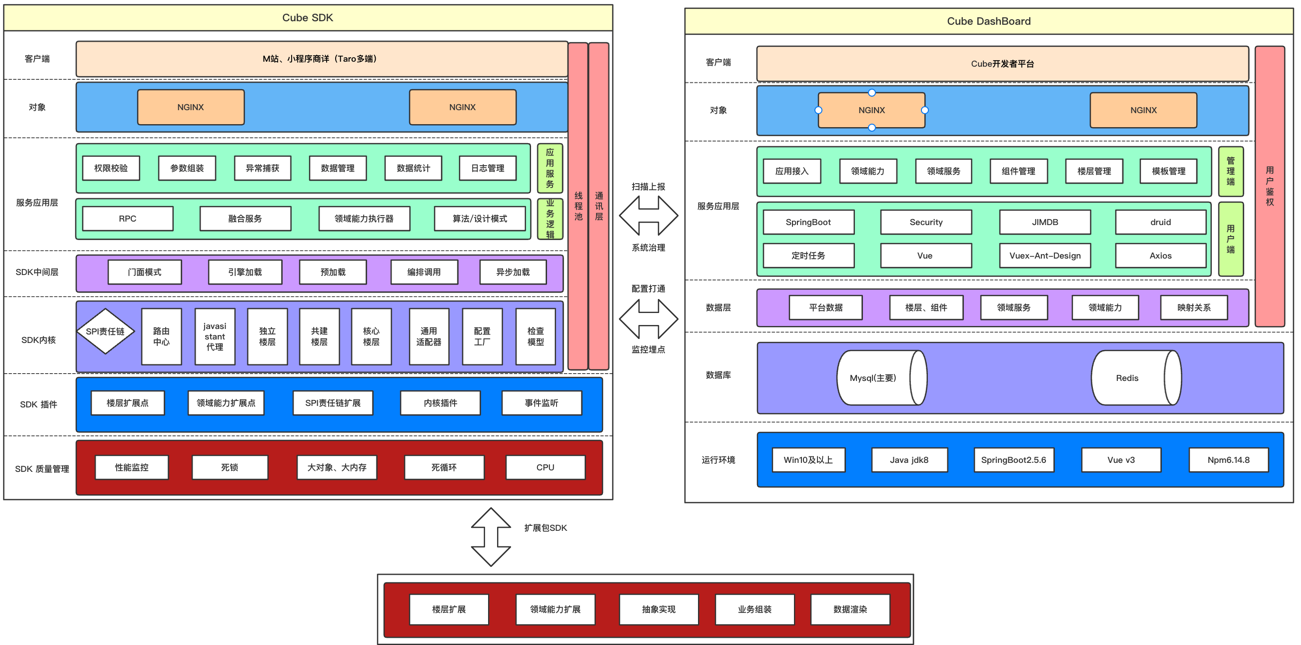 Cube SDK
客户端
M站、小程序商详（Taro多端）
对象
NGINX
NGINX
服务应用层
权限校验
参数组装
异常捕获
数据管理
数据统计
日志管理
应
用
服
务
RPC
融合服务
领域能力执行器
算法/设计模式
业
务
逻
辑
线
程
池
通
讯
层
SDK中间层
门面模式
引擎加载
预加载
编排调用
异步加载
SDK内核
SPI责任链
路由
中心
javasi
stant
代理
独立
楼层
共建
楼层
核心
楼层
通用
适配器
配置
工厂
检查
模型
SDK 插件
楼层扩展点
领域能力扩展点
SPI责任链扩展
内核插件
事件监听
SDK 质量管理
性能监控
死锁
大对象、大内存
死循环
CPU
扫描上报
系统治理
配置打通
监控埋点
Cube DashBoard
客户端
Cube开发者平台
对象
NGINX
NGINX
服务应用层
应用接入
领域能力
领域服务
组件管理
楼层管理
模板管理
管
理
端
SpringBoot
Security
JIMDB
druid
定时任务
Vue
Vuex-Ant-Design
Axios
用
户
端
用
户
鉴
权
数据层
平台数据
楼层、组件
领域服务
领域能力
映射关系
数据库
Mysql(主要)
Redis
运行环境
Win10及以上
Java jdk8
SpringBoot2.5.6
Vue v3
Npm6.14.8
扩展包SDK
楼层扩展
领域能力扩展
抽象实现
业务组装
数据渲染